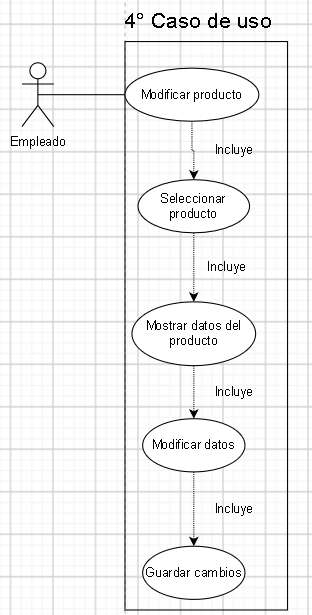 4° Caso de uso
Modificar producto
Empleado
Incluye
Seleccionar
producto
Incluye
Mostrar datos del
producto
Incluye
Modificar datos
Incluye
Guardar cambios